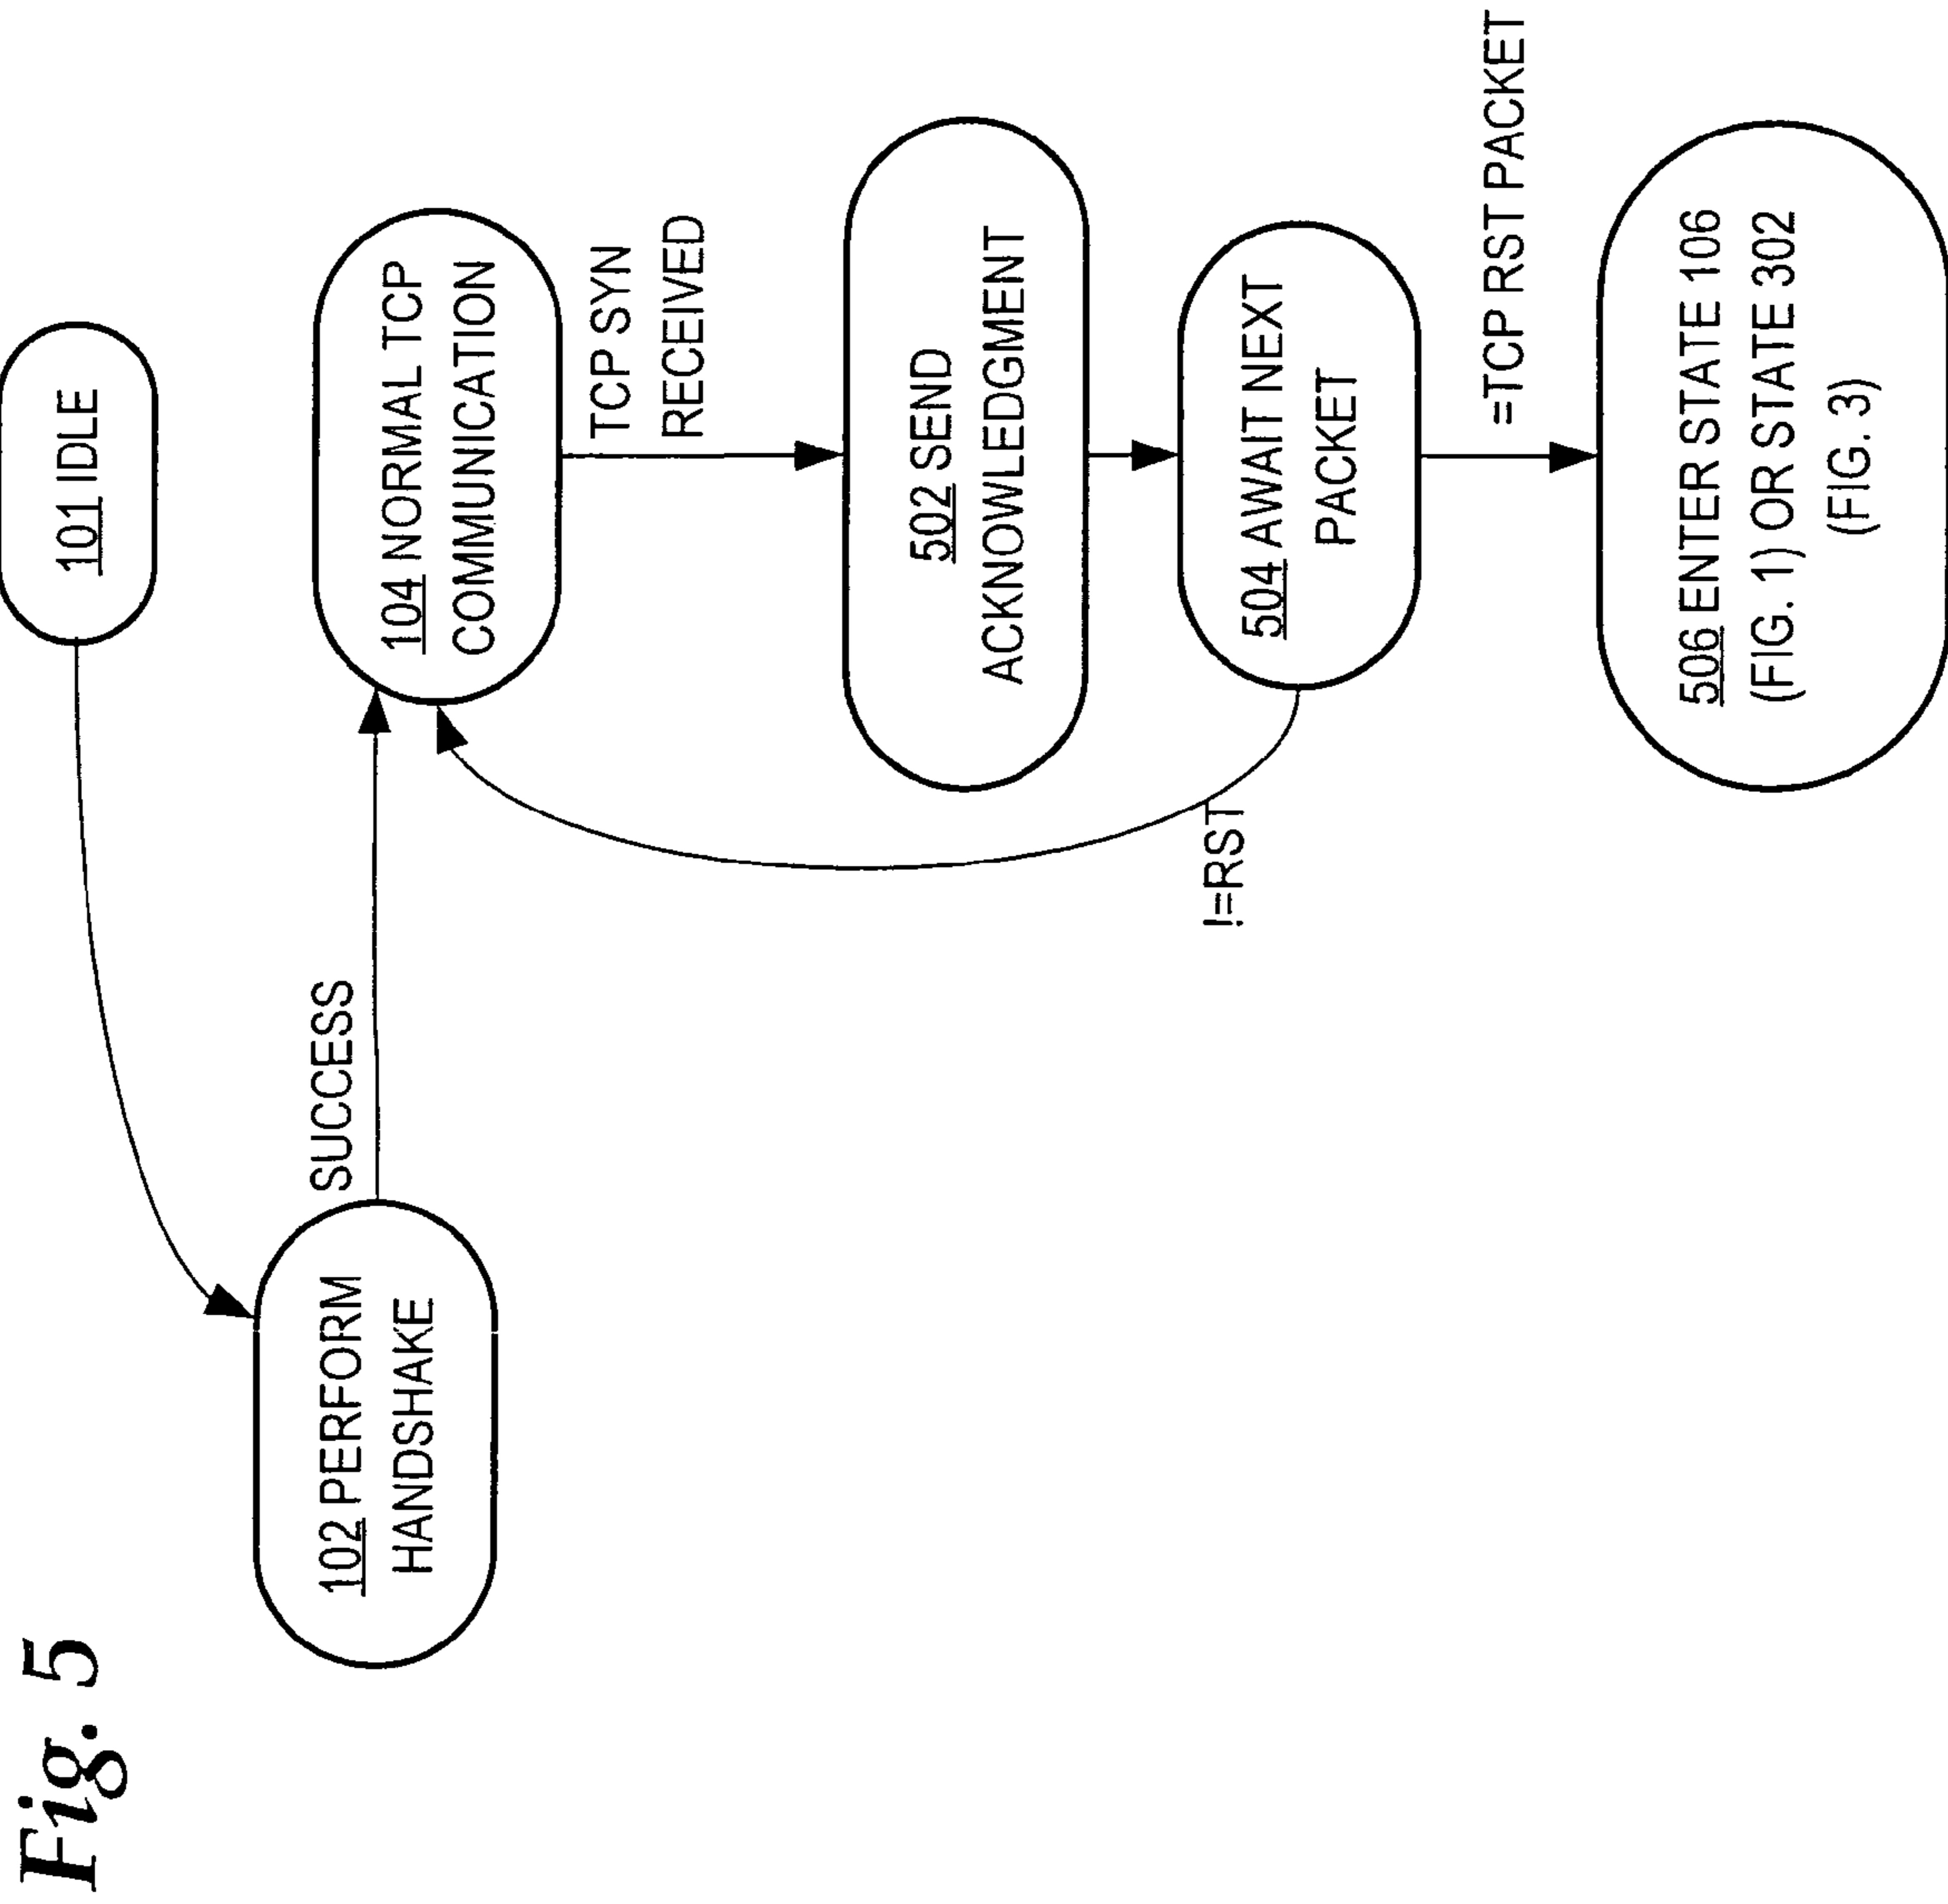 Fig. 5
101 IDLE
102 PERFORM
HANDSHAKE
SUCCESS
104 NORMAL TCP
COMMUNICATION
TCP SYN
RECEIVED
502 SEND
ACKNOWLEDGMENT
504 AWAIT NEXT
PACKET
!=RST
=TCP RST PACKET
506 ENTER STATE 106
(FIG. 1) OR STATE 302
(FIG. 3)